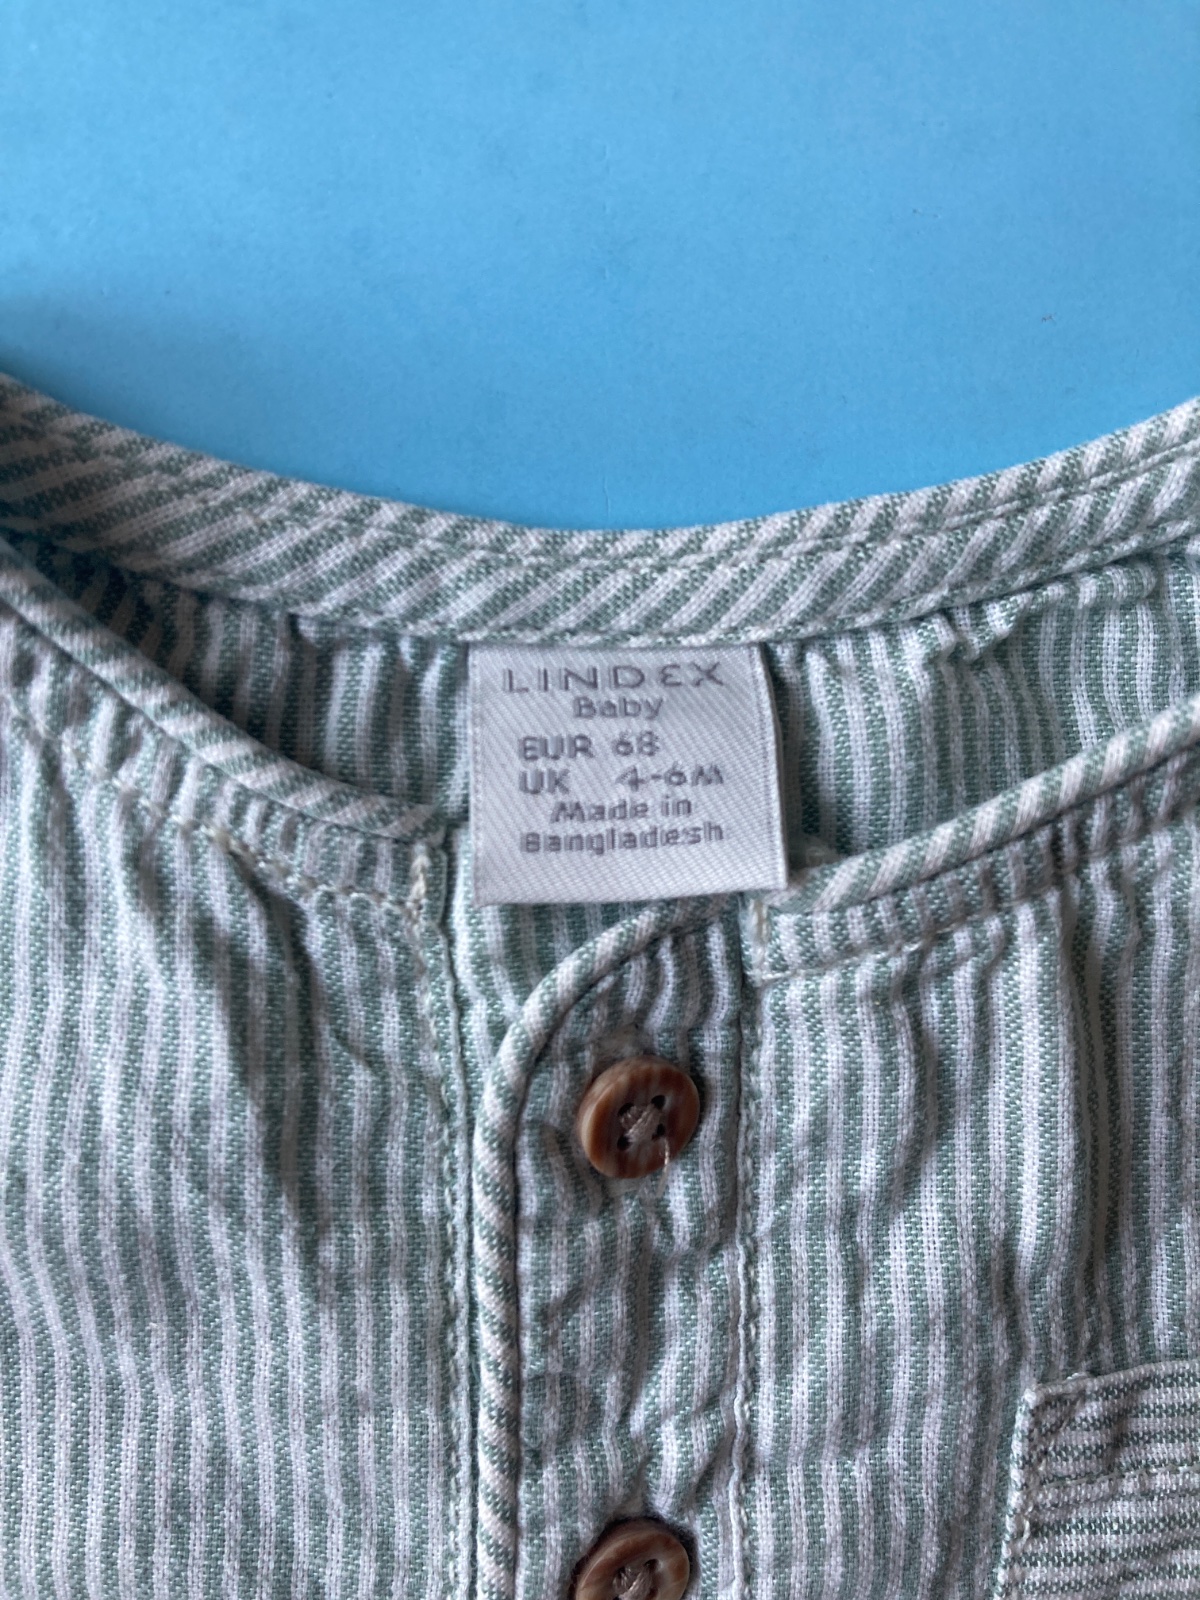 LINDEX
Baby
EUR 68
UK 4-6M
Made in
Bangladesh